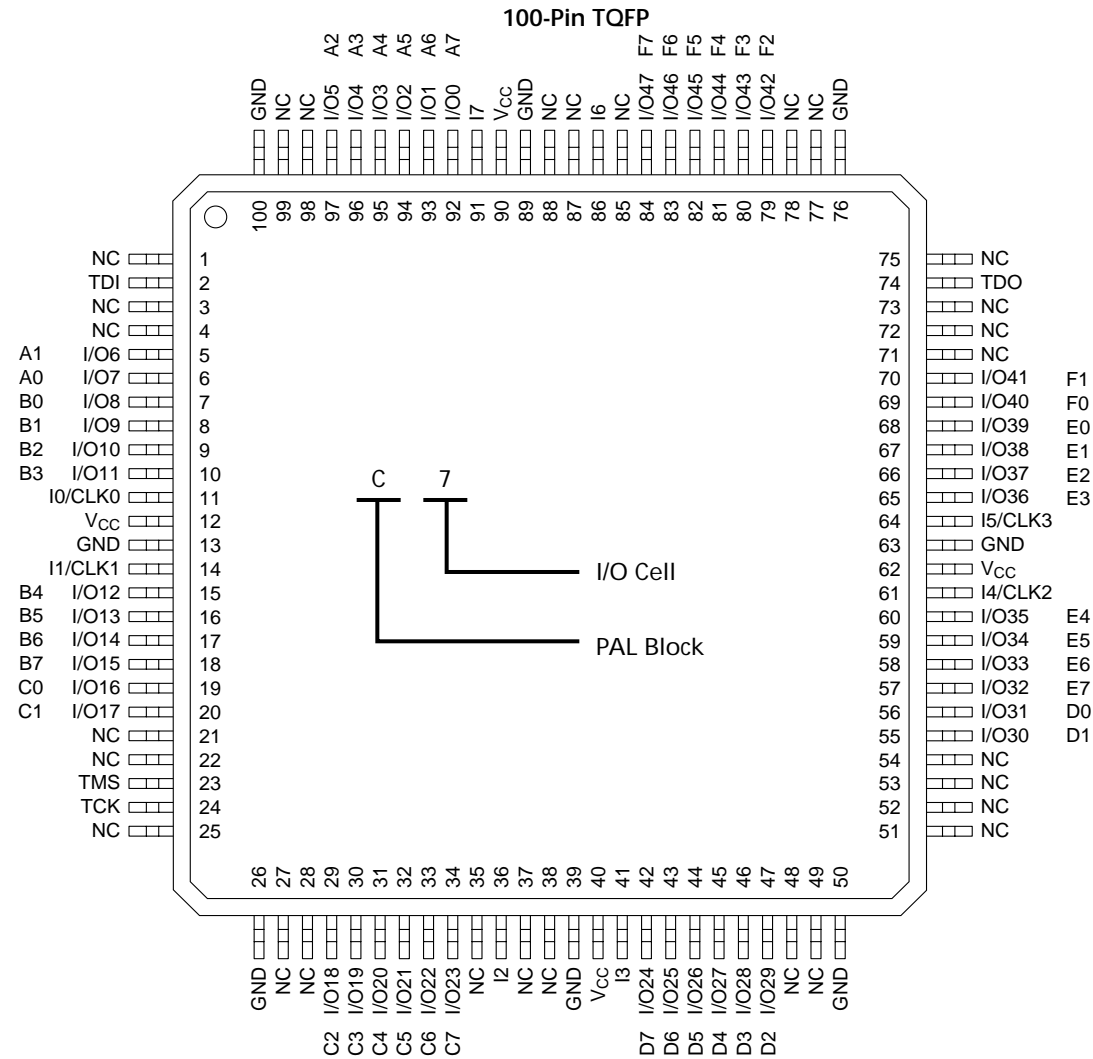 100-Pin TQFP
A2 A3 A4 A5 A6 A7 F7 F6 F5 F4 F3 F2
GND NC NC I/O5 I/O4 I/O3 I/O2 I/O1 I/O0 I7 VCC GND NC NC I6 NC I/O47 I/O46 I/O45 I/O44 I/O43 I/O42 NC NC GND
100 99 98 97 96 95 94 93 92 91 90 89 88 87 86 85 84 83 82 81 80 79 78 77 76
NC 1 75 NC
TDI 2 74 TDO
NC 3 73 NC
NC 4 72 NC
A1 I/O6 5 71 NC
A0 I/O7 6 70 I/O41 F1
B0 I/O8 7 69 I/O40 F0
B1 I/O9 8 68 I/O39 E0
B2 I/O10 9 67 I/O38 E1
B3 I/O11 10 66 I/O37 E2
I0/CLK0 11 65 I/O36 E3
VCC 12 64 I5/CLK3
GND 13 63 GND
I1/CLK1 14 62 VCC
B4 I/O12 15 61 I4/CLK2
B5 I/O13 16 60 I/O35 E4
B6 I/O14 17 59 I/O34 E5
B7 I/O15 18 58 I/O33 E6
C0 I/O16 19 57 I/O32 E7
C1 I/O17 20 56 I/O31 D0
NC 21 55 I/O30 D1
NC 22 54 NC
TMS 23 53 NC
TCK 24 52 NC
NC 25 51 NC
C 7
I/O Cell
PAL Block
26 27 28 29 30 31 32 33 34 35 36 37 38 39 40 41 42 43 44 45 46 47 48 49 50
GND NC NC I/O18 I/O19 I/O20 I/O21 I/O22 I/O23 NC I2 NC NC GND VCC I3 I/O24 I/O25 I/O26 I/O27 I/O28 I/O29 NC NC GND
C2 C3 C4 C5 C6 C7 D7 D6 D5 D4 D3 D2